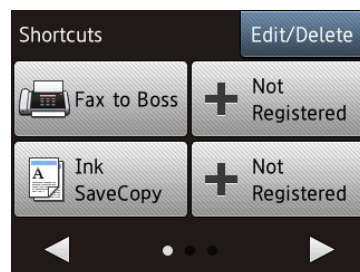 Shortcuts
Edit/Delete
Fax to Boss
Not
Registered
A
Ink
SaveCopy
Not
Registered